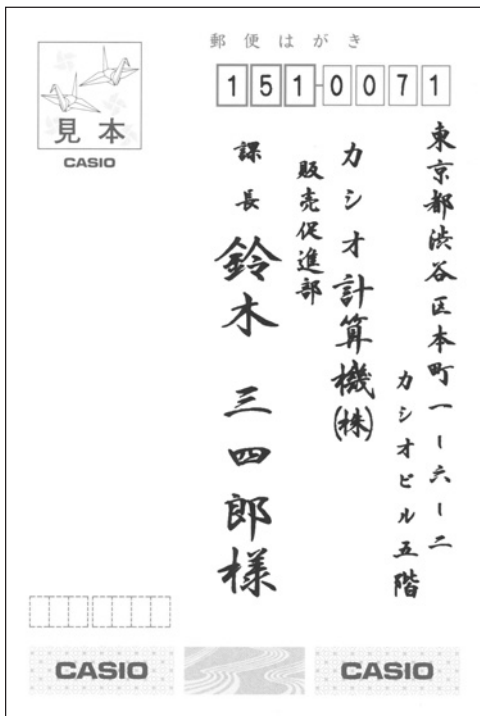 郵便はがき
151-0071
東京都渋谷区本町一ー六ー二
カシオビル五階
カシオ計算機(株)
販売促進部
課長 鈴木 三四郎様
見本
CASIO
CASIO
CASIO